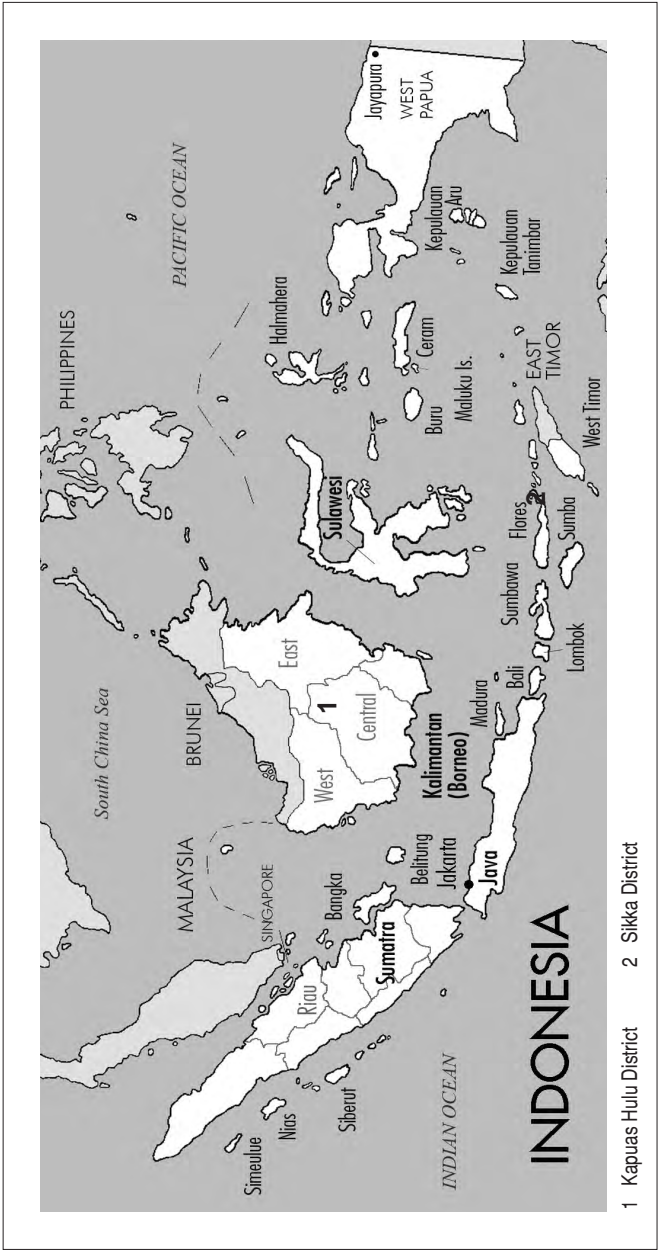 PHILIPPINES
PACIFIC OCEAN
South China Sea
BRUNEI
MALAYSIA
SINGAPORE
Halmahera
Jayapura
WEST
PAPUA
Riau
Bangka
West
1
East
Central
Sulawesi
Simeulue
Nias
Siberut
Sumatra
Belitung
Jakarta
Kalimantan
(Borneo)
Buru
Ceram
Maluku Is.
Kepulauan
Aru
Kepulauan
Tanimbar
INDIAN OCEAN
Java
Madura
Bali
Lombok
Sumbawa
Flores
2
Sumba
EAST
TIMOR
West Timor
INDONESIA
1 Kapuas Hulu District 2 Sikka District